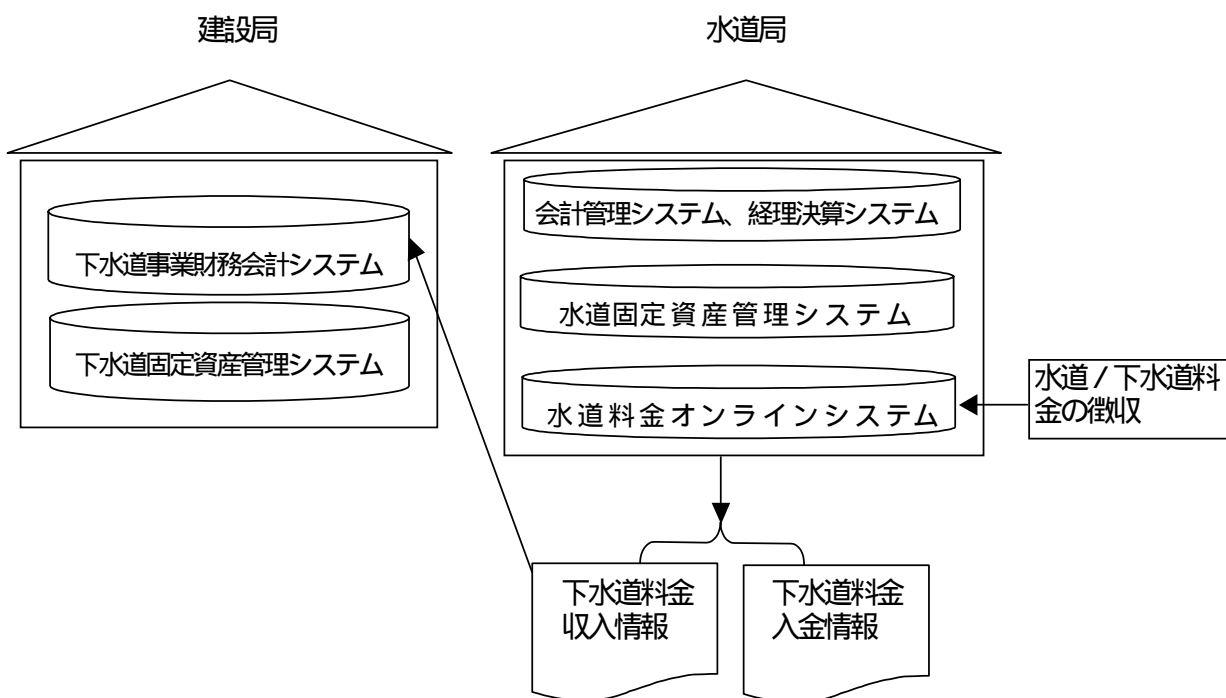 建設局
水道局
下水道事業財務会計システム
下水道固定資産管理システム
会計管理システム、経理決算システム
水道固定資産管理システム
水道料金オンラインシステム
水道/下水道料
金の徴収
下水道料金
収入情報
下水道料金
入金情報